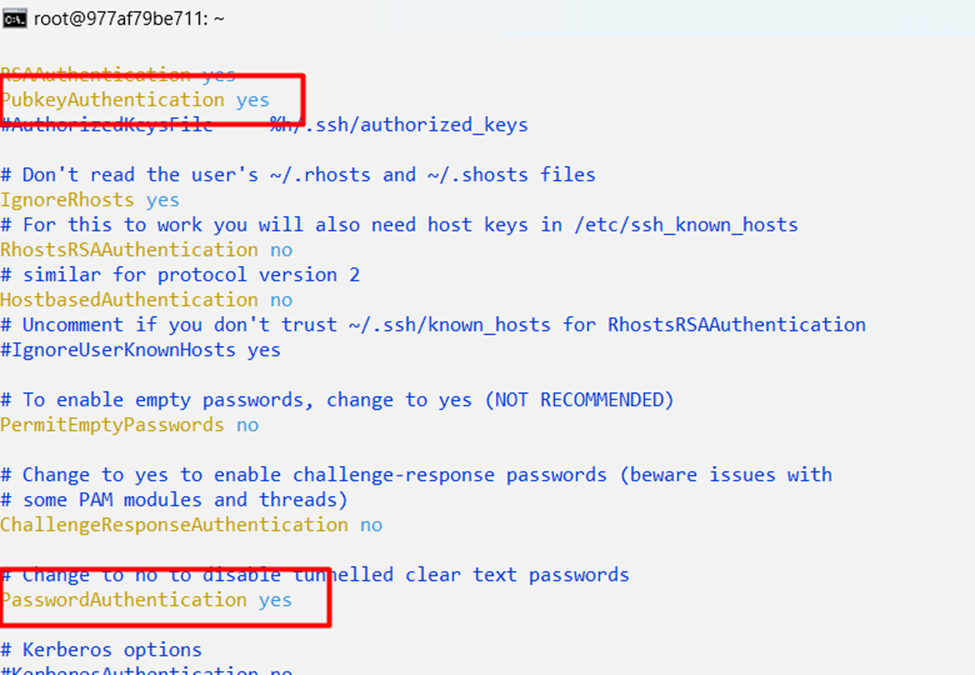 root@977af79be711: ~
RSAAuthentication yes
PubkeyAuthentication yes
#AuthorizedKeysFile %h/.ssh/authorized_keys
# Don't read the user's ~/.rhosts and ~/.shosts files
IgnoreRhosts yes
# For this to work you will also need host keys in /etc/ssh_known_hosts
RhostsRSAAuthentication no
# similar for protocol version 2
HostbasedAuthentication no
# Uncomment if you don't trust ~/.ssh/known_hosts for RhostsRSAAuthentication
#IgnoreUserKnownHosts yes
# To enable empty passwords, change to yes (NOT RECOMMENDED)
PermitEmptyPasswords no
# Change to yes to enable challenge-response passwords (beware issues with
# some PAM modules and threads)
ChallengeResponseAuthentication no
# Change to no to disable tunnelled clear text passwords
PasswordAuthentication yes
# Kerberos options
#KerberosAuthentication no